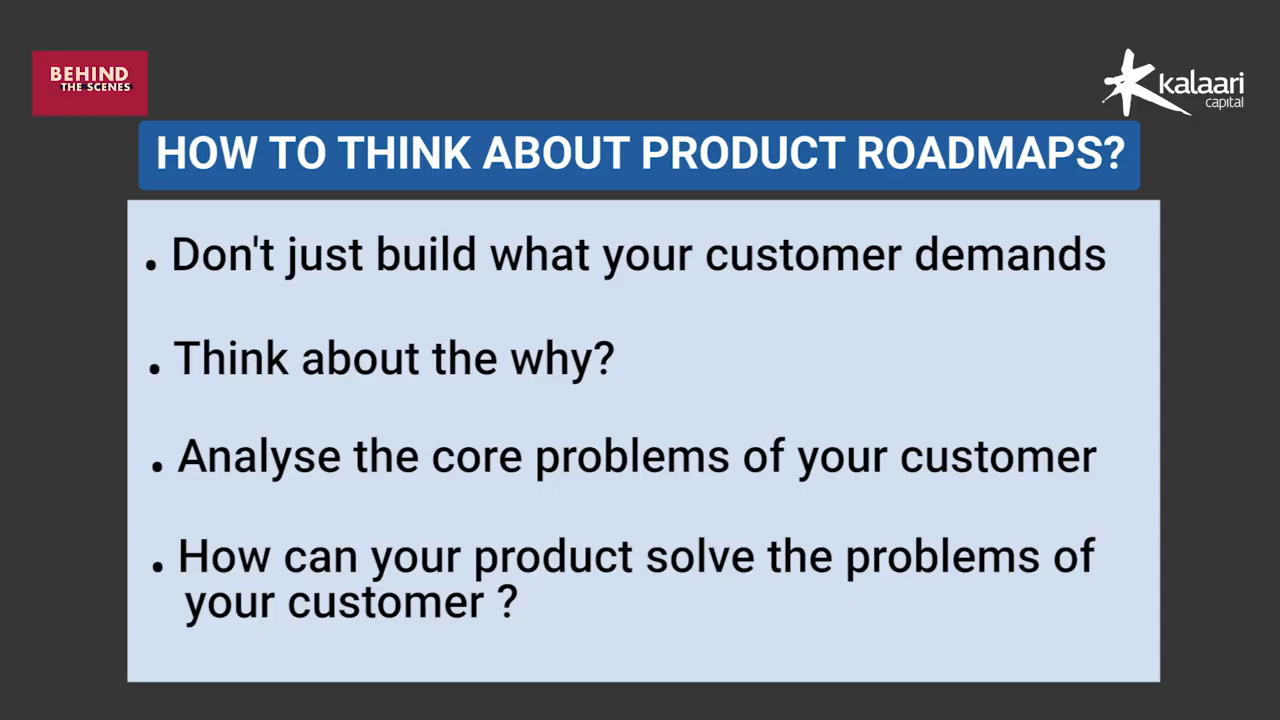 BEHIND
THE SCENES
kalaari
capital
HOW TO THINK ABOUT PRODUCT ROADMAPS?
. Don't just build what your customer demands
. Think about the why?
. Analyse the core problems of your customer
. How can your product solve the problems of
your customer ?